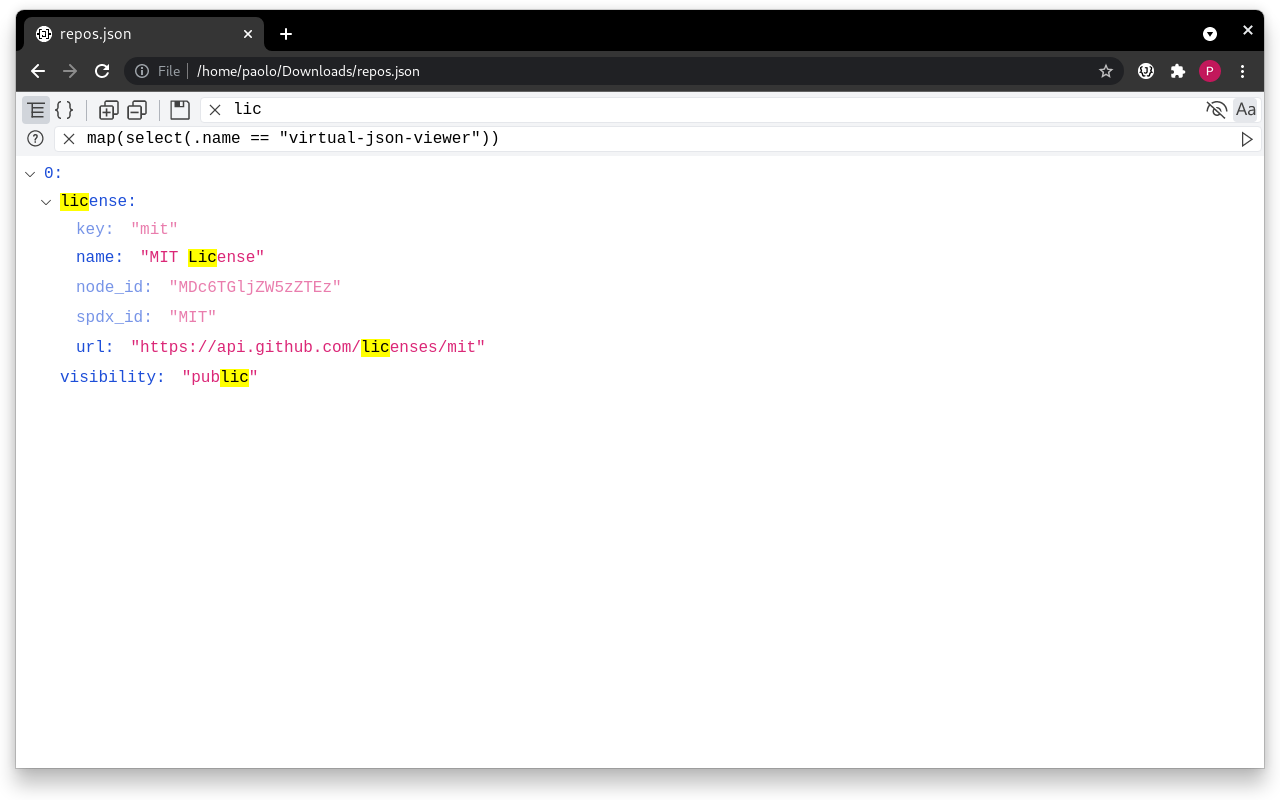 repos.json
File /home/paolo/Downloads/repos.json P
{} lic Aa
? map(select(.name == "virtual-json-viewer"))
0:
license:
key: "mit"
name: "MIT License"
node_id: "MDc6TGljZW5zZTEz"
spdx_id: "MIT"
url: "https://api.github.com/licenses/mit"
visibility: "public"